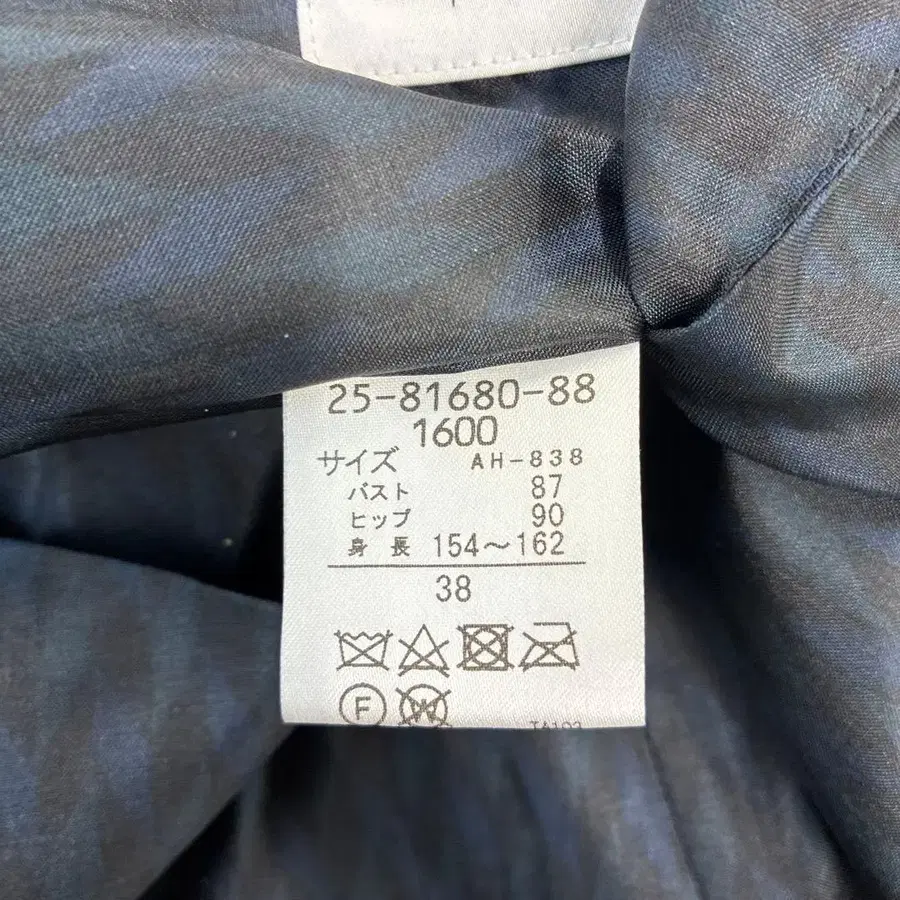 25-81680-88
1600
サイズ AH-838
バスト 87
ヒップ 90
身長 154～162
38
F W